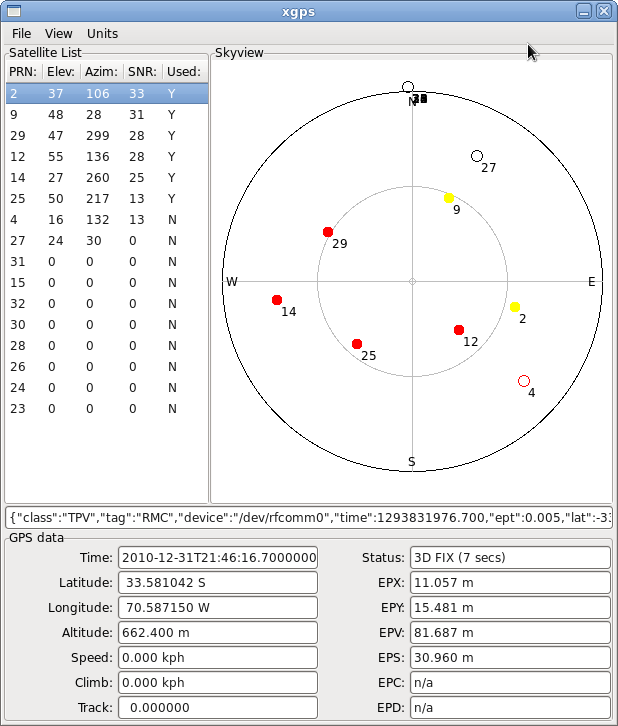 xgps
File View Units
Satellite List
PRN: Elev: Azim: SNR: Used:
2 37 106 33 Y
9 48 28 31 Y
29 47 299 28 Y
12 55 136 28 Y
14 27 260 25 Y
25 50 217 13 Y
4 16 132 13 N
27 24 30 0 N
31 0 0 0 N
15 0 0 0 N
32 0 0 0 N
30 0 0 0 N
28 0 0 0 N
26 0 0 0 N
24 0 0 0 N
23 0 0 0 N
Skyview
N
27
9
29
W
E
14
2
12
25
4
S
{"class":"TPV","tag":"RMC","device":"/dev/rfcomm0","time":1293831976.700,"ept":0.005,"lat":-33
GPS data
Time: 2010-12-31T21:46:16.7000000
Latitude: 33.581042 S
Longitude: 70.587150 W
Altitude: 662.400 m
Speed: 0.000 kph
Climb: 0.000 kph
Track: 0.000000
Status: 3D FIX (7 secs)
EPX: 11.057 m
EPY: 15.481 m
EPV: 81.687 m
EPS: 30.960 m
EPC: n/a
EPD: n/a